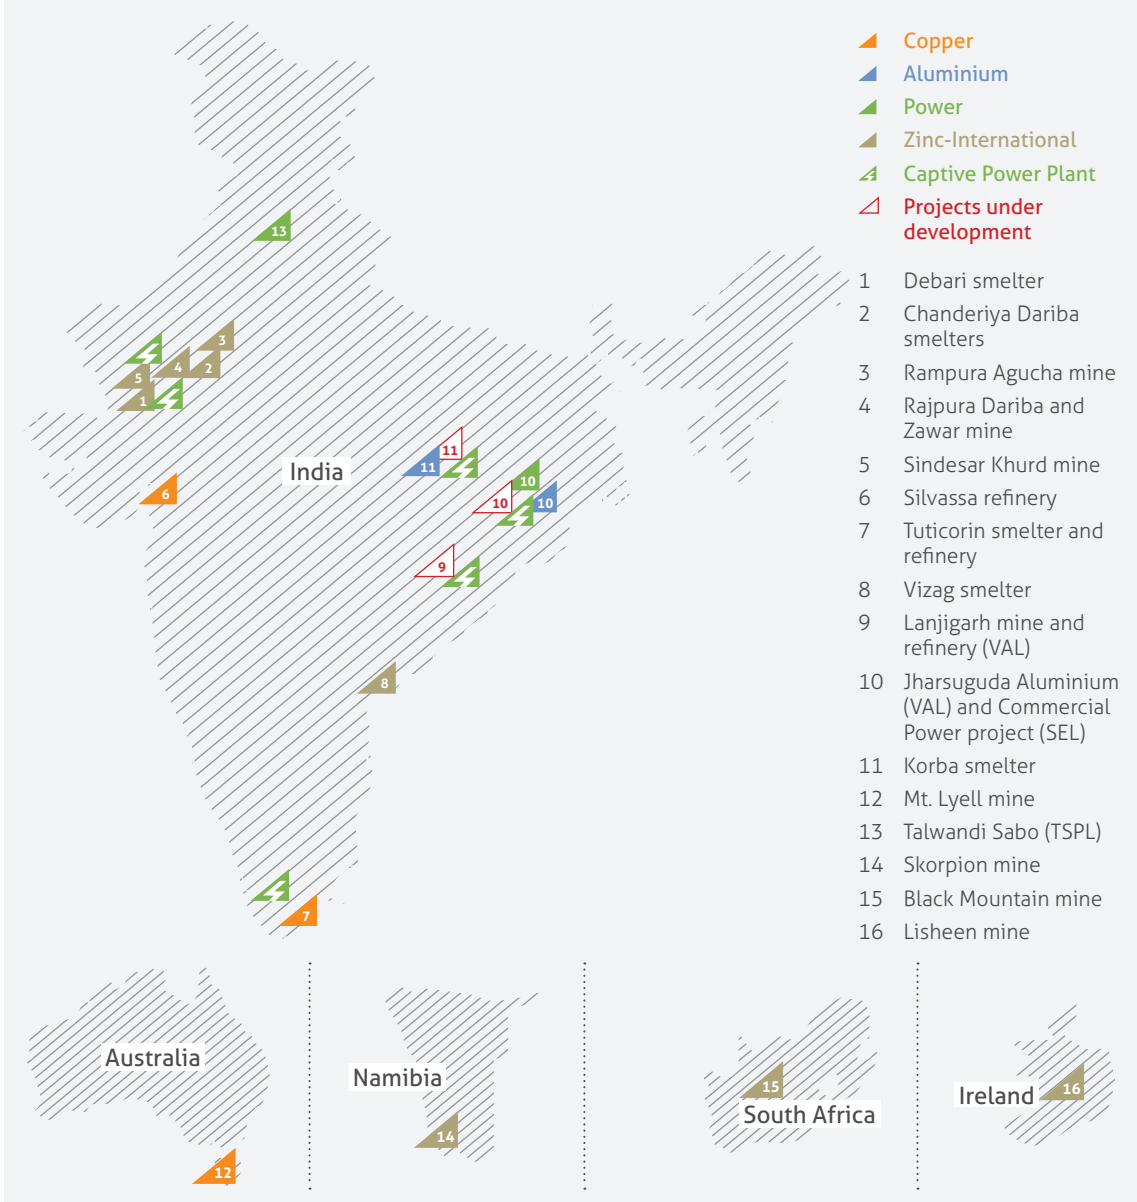 Copper
Aluminium
Power
Zinc-International
Captive Power Plant
Projects under
development
1 Debari smelter
2 Chanderiya Dariba
smelters
3 Rampura Agucha mine
4 Rajpura Dariba and
Zawar mine
5 Sindesar Khurd mine
6 Silvassa refinery
7 Tuticorin smelter and
refinery
8 Vizag smelter
9 Lanjigarh mine and
refinery (VAL)
10 Jharsuguda Aluminium
(VAL) and Commercial
Power project (SEL)
11 Korba smelter
12 Mt. Lyell mine
13 Talwandi Sabo (TSPL)
14 Skorpion mine
15 Black Mountain mine
16 Lisheen mine
13
3
4 2
5
1
India
11
11
6
10
10 10
9
8
7
Australia
12
Namibia
14
15
South Africa
Ireland
16